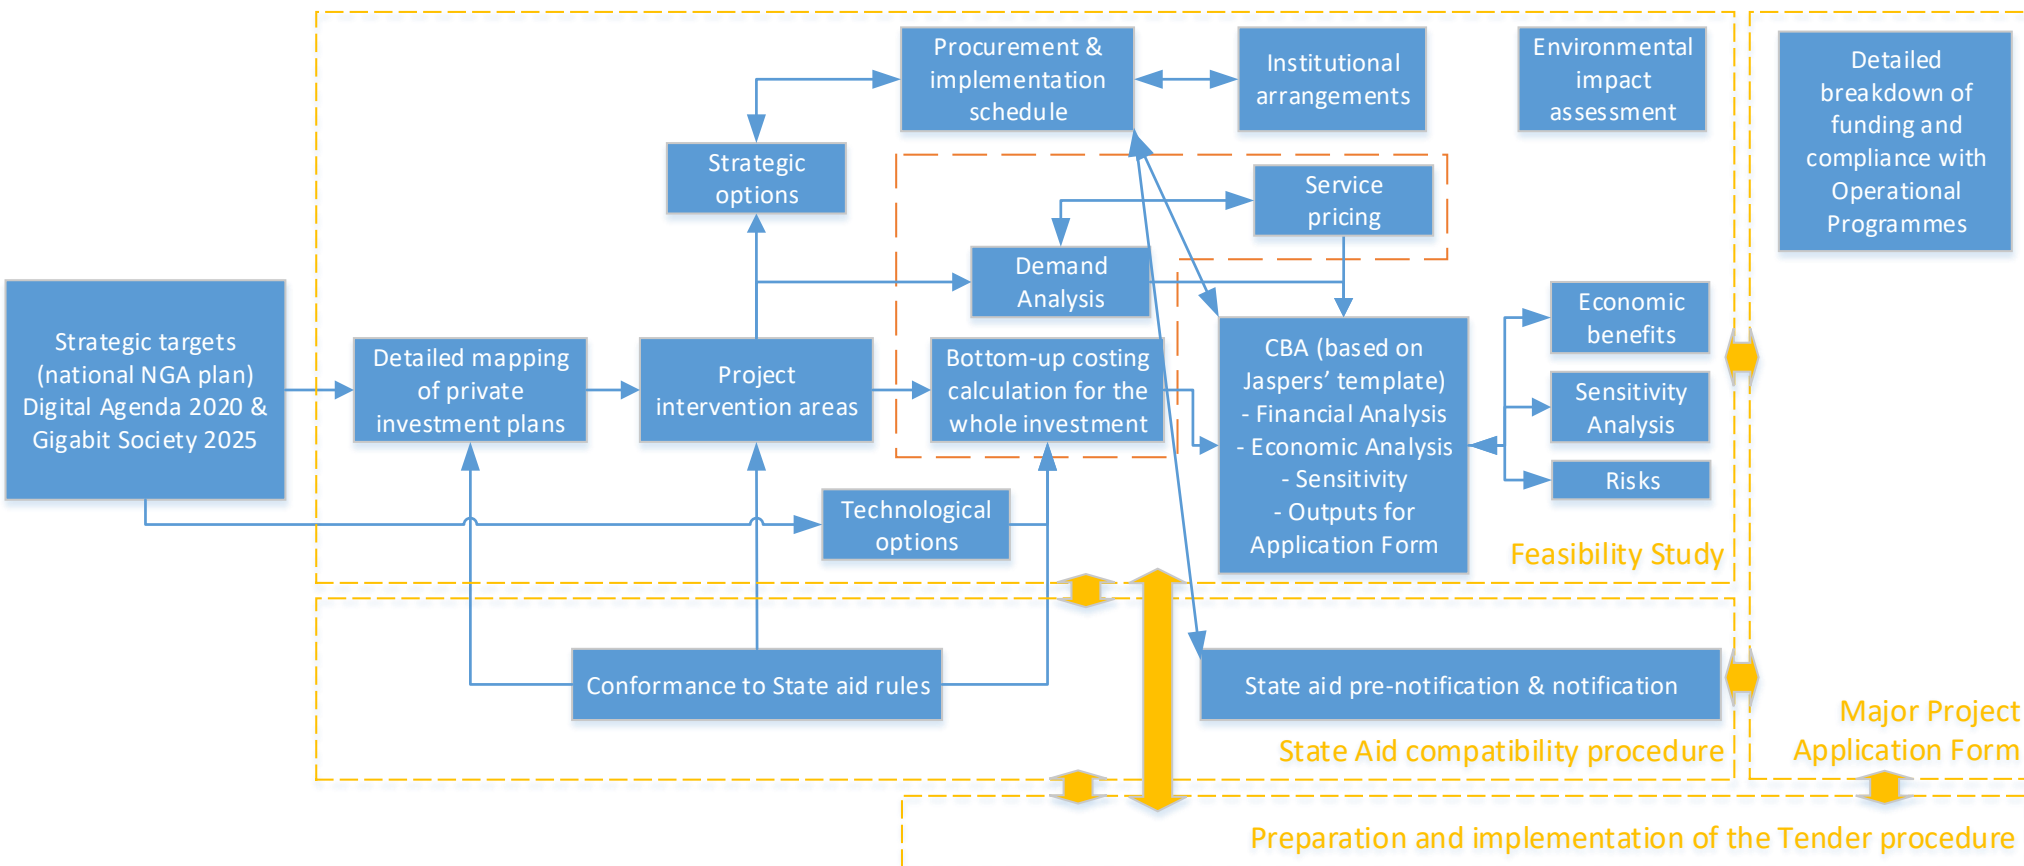 Procurement &
implementation
schedule
Institutional
arrangements
Environmental
impact
assessment
Detailed
breakdown of
funding and
compliance with
Operational
Programmes
Strategic
options
Service
pricing
Demand
Analysis
Strategic targets
(national NGA plan)
Digital Agenda 2020 &
Gigabit Society 2025
Detailed mapping
of private
investment plans
Project
intervention areas
Bottom-up costing
calculation for the
whole investment
CBA (based on
Jaspers’ template)
- Financial Analysis
- Economic Analysis
- Sensitivity
- Outputs for
Application Form
Economic
benefits
Sensitivity
Analysis
Risks
Technological
options
Feasibility Study
Conformance to State aid rules
State aid pre-notification & notification
State Aid compatibility procedure
Major Project
Application Form
Preparation and implementation of the Tender procedure